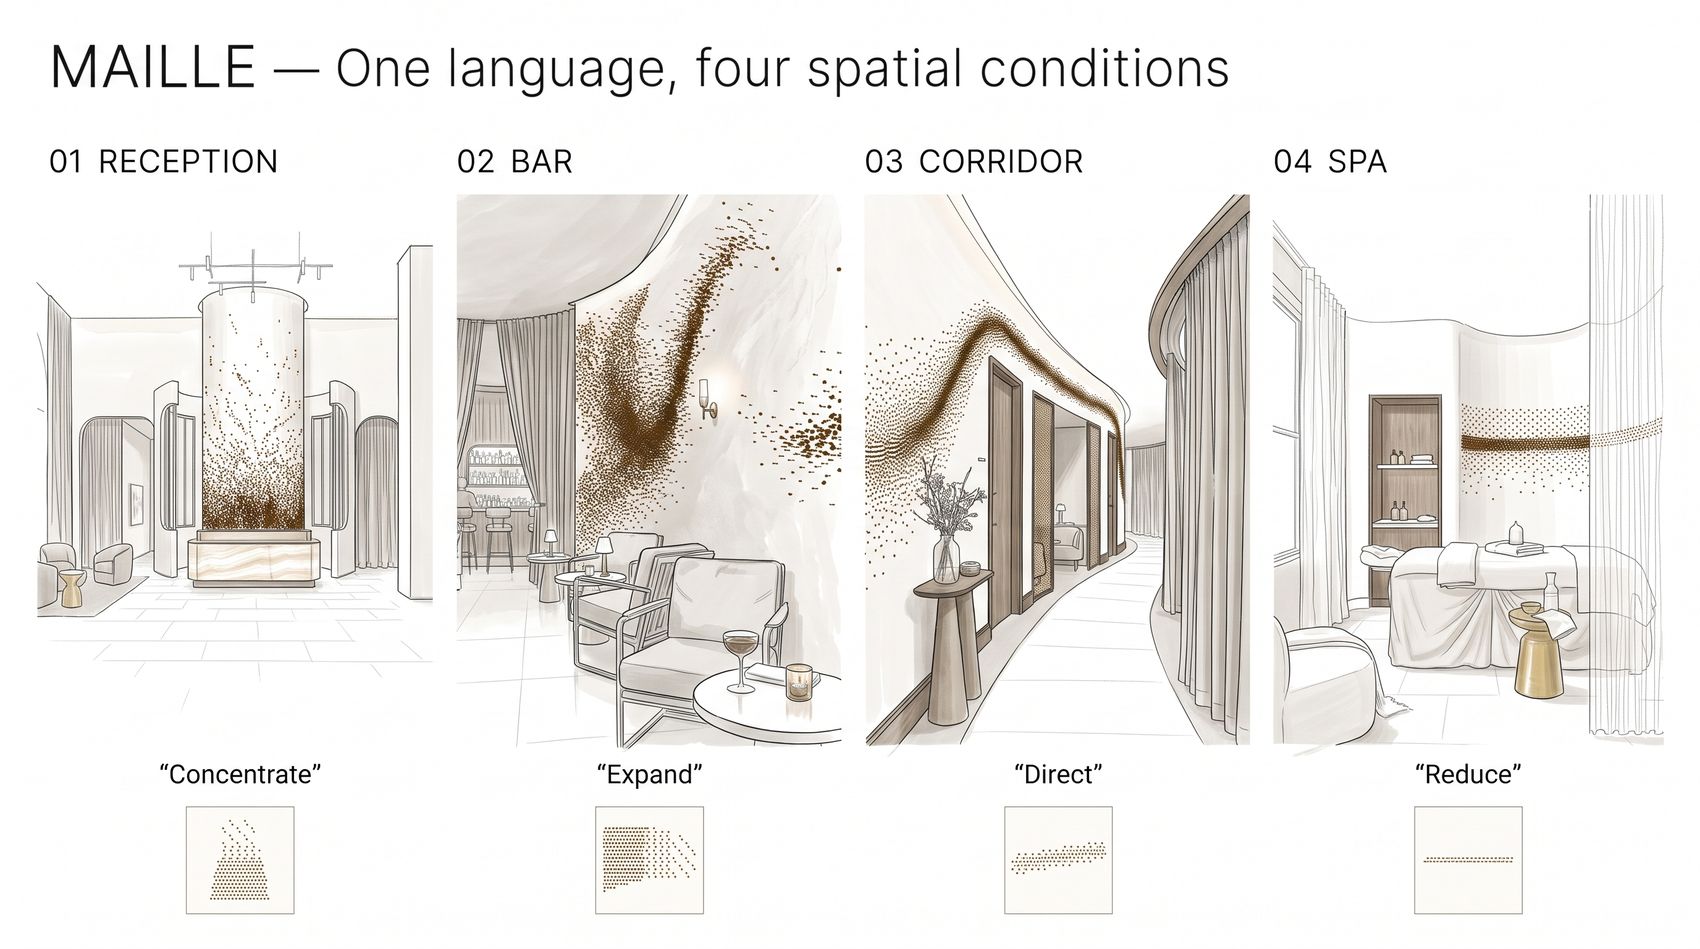 MAILLE — One language, four spatial conditions
01 RECEPTION
02 BAR
03 CORRIDOR
04 SPA
“Concentrate”
“Expand”
“Direct”
“Reduce”